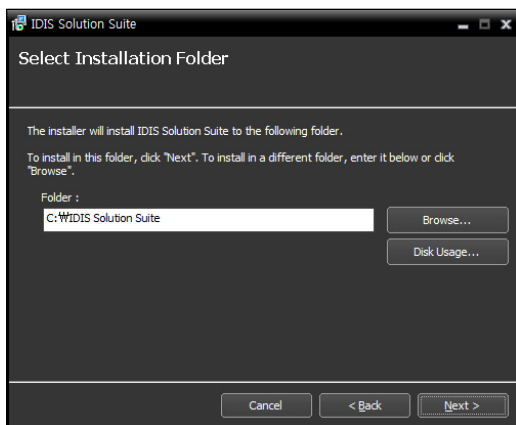 IDIS Solution Suite
Select Installation Folder
The installer will install IDIS Solution Suite to the following folder.
To install in this folder, click "Next". To install in a different folder, enter it below or click
"Browse".
Folder :
C:₩IDIS Solution Suite
Browse...
Disk Usage...
Cancel
< Back
Next >